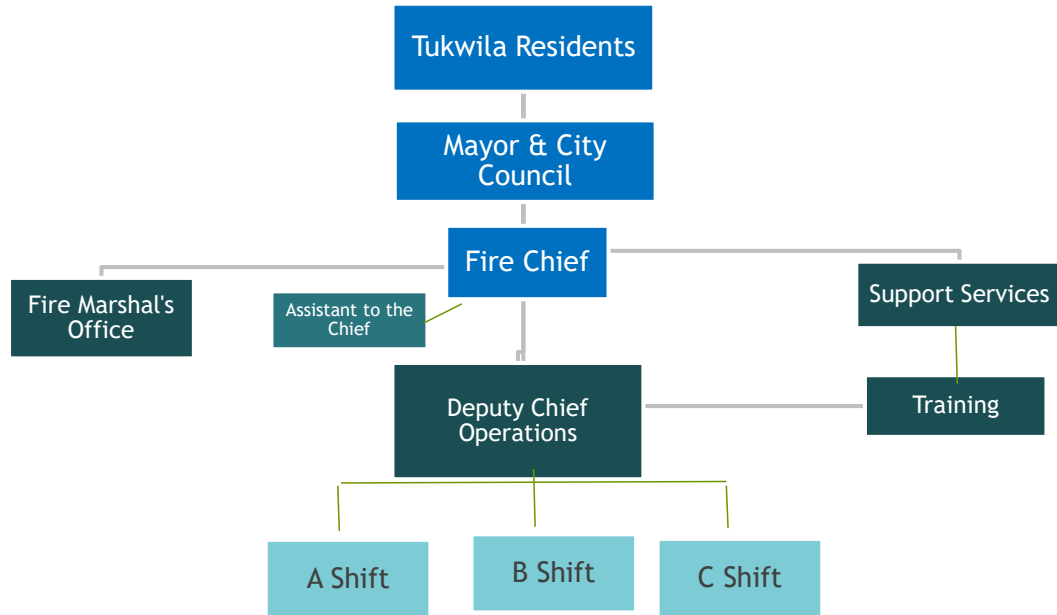 Tukwila Residents
Mayor & City
Council
Fire Chief
Fire Marshal's
Office
Assistant to the
Chief
Support Services
Deputy Chief
Operations
Training
A Shift
B Shift
C Shift